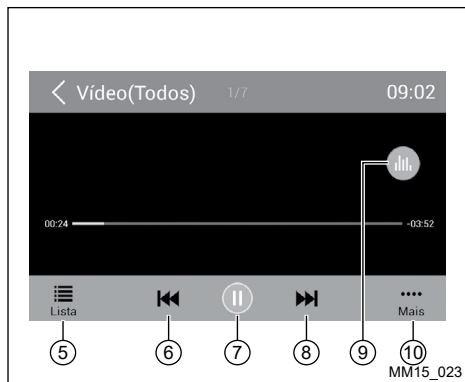 Vídeo(Todos) 1/7 09:02
00:24 -03:52
Lista Mais
5 6 7 8 9 10
MM15_023